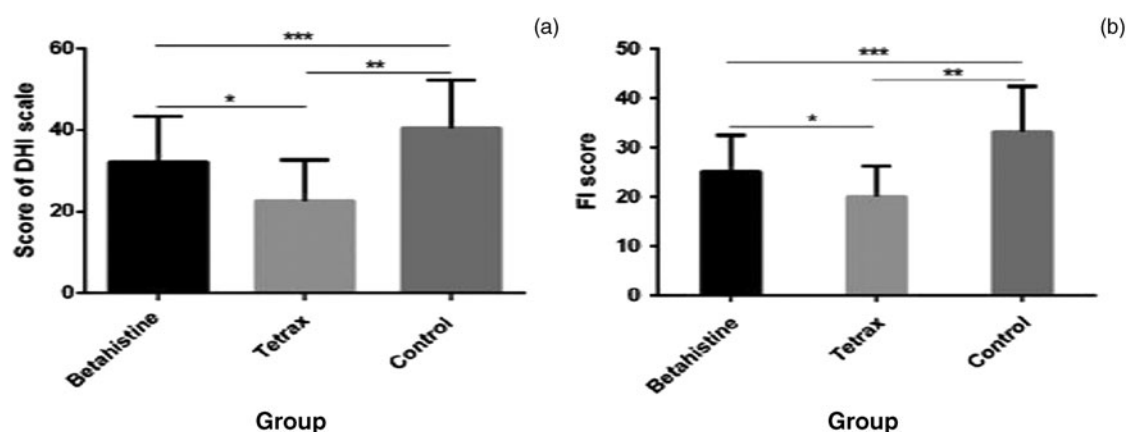 (a)
***
**
*
Score of DHI scale
60
40
20
0
Betahistine
Tetrax
Control
Group
(b)
***
**
*
FI score
50
40
30
20
10
0
Betahistine
Tetrax
Control
Group